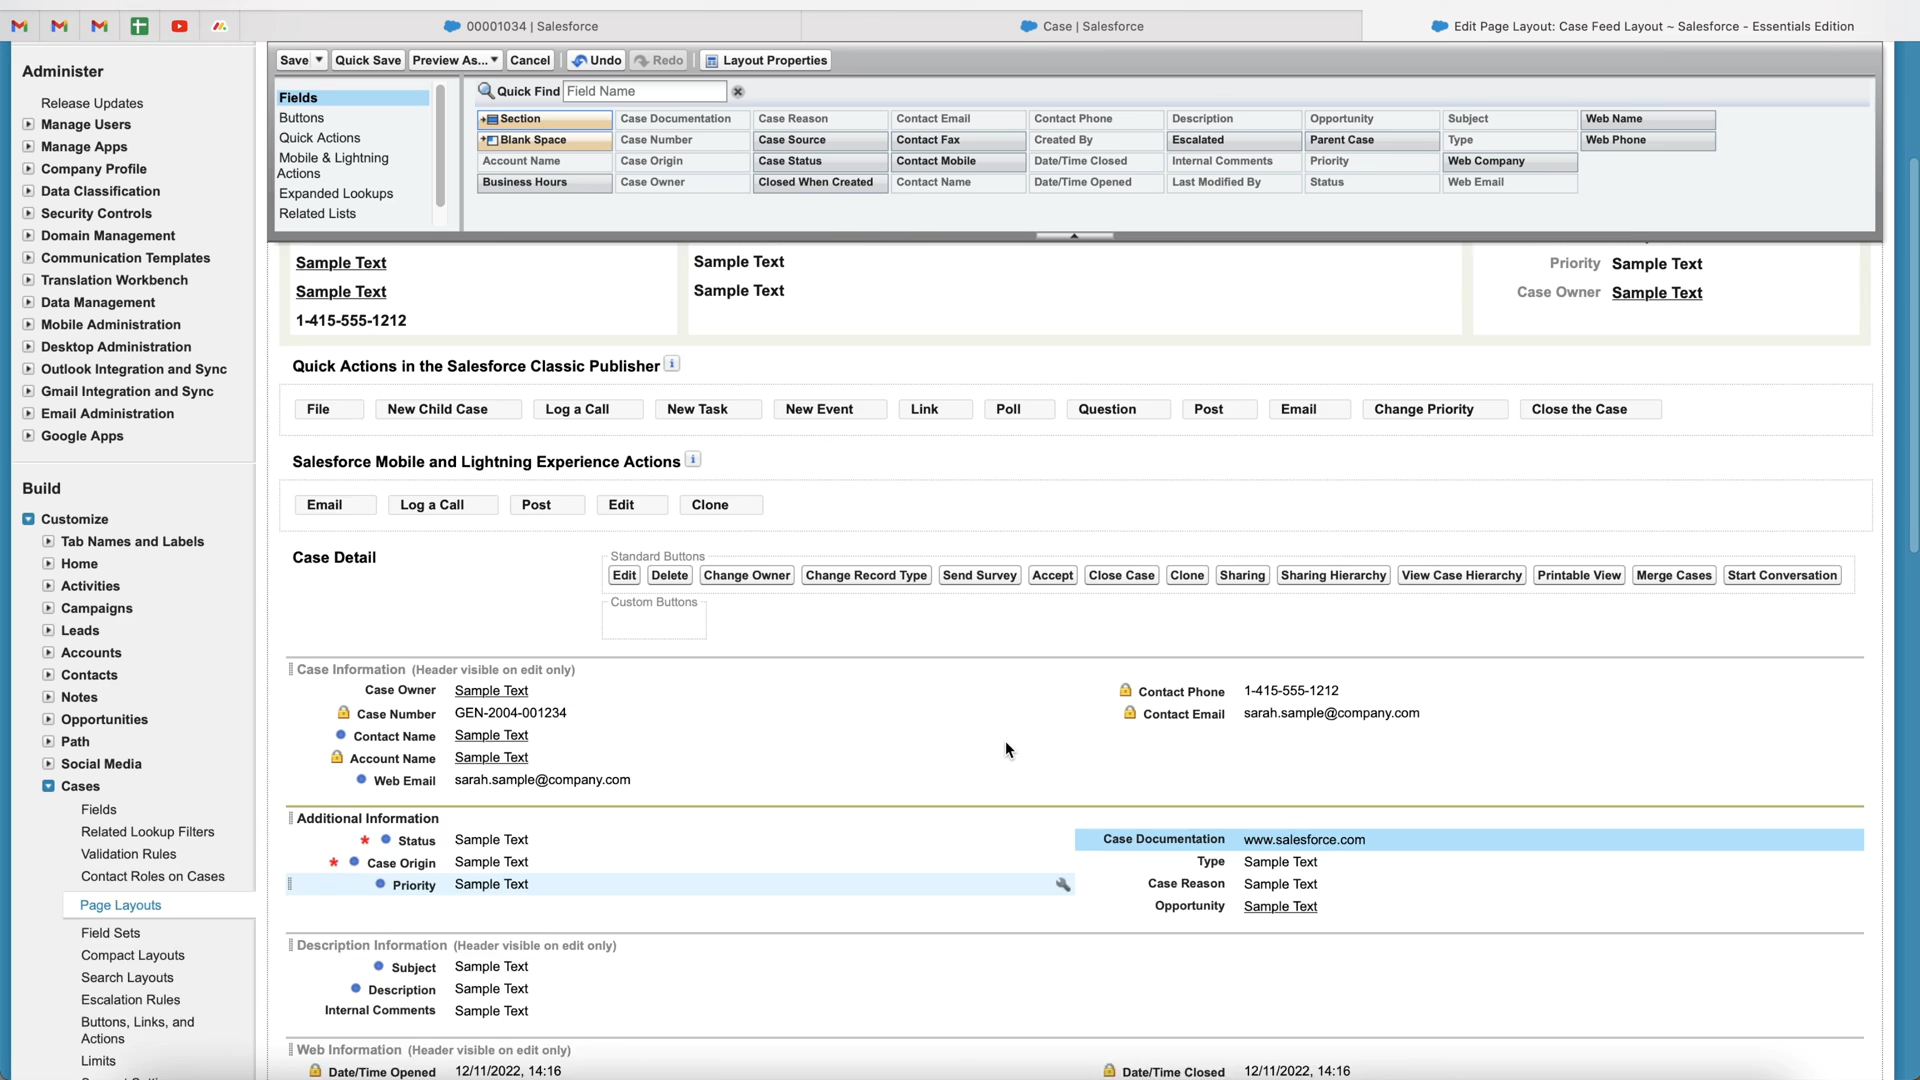 00001034 | Salesforce
Case | Salesforce
Edit Page Layout: Case Feed Layout ~ Salesforce - Essentials Edition
Administer
Release Updates
Manage Users
Manage Apps
Company Profile
Data Classification
Security Controls
Domain Management
Communication Templates
Translation Workbench
Data Management
Mobile Administration
Desktop Administration
Outlook Integration and Sync
Gmail Integration and Sync
Email Administration
Google Apps
Build
Customize
Tab Names and Labels
Home
Activities
Campaigns
Leads
Accounts
Contacts
Notes
Opportunities
Path
Social Media
Cases
Fields
Related Lookup Filters
Validation Rules
Contact Roles on Cases
Page Layouts
Field Sets
Compact Layouts
Search Layouts
Escalation Rules
Buttons, Links, and
Actions
Limits
Save Quick Save Preview As... Cancel Undo Redo Layout Properties
Fields
Buttons
Quick Actions
Mobile & Lightning
Actions
Expanded Lookups
Related Lists
Quick Find Field Name
Section Case Documentation Case Reason Contact Email Contact Phone Description Opportunity Subject Web Name
Blank Space Case Number Case Source Contact Fax Created By Escalated Parent Case Type Web Phone
Account Name Case Origin Case Status Contact Mobile Date/Time Closed Internal Comments Priority Web Company
Business Hours Case Owner Closed When Created Contact Name Date/Time Opened Last Modified By Status Web Email
Sample Text Sample Text Priority Sample Text
Sample Text Sample Text Case Owner Sample Text
1-415-555-1212
Quick Actions in the Salesforce Classic Publisher
File New Child Case Log a Call New Task New Event Link Poll Question Post Email Change Priority Close the Case
Salesforce Mobile and Lightning Experience Actions
Email Log a Call Post Edit Clone
Case Detail
Standard Buttons
Edit Delete Change Owner Change Record Type Send Survey Accept Close Case Clone Sharing Sharing Hierarchy View Case Hierarchy Printable View Merge Cases Start Conversation
Custom Buttons
Case Information (Header visible on edit only)
Case Owner Sample Text Contact Phone 1-415-555-1212
Case Number GEN-2004-001234 Contact Email sarah.sample@company.com
Contact Name Sample Text
Account Name Sample Text
Web Email sarah.sample@company.com
Additional Information
* Status Sample Text Case Documentation www.salesforce.com
* Case Origin Sample Text Type Sample Text
Priority Sample Text Case Reason Sample Text
Opportunity Sample Text
Description Information (Header visible on edit only)
Subject Sample Text
Description Sample Text
Internal Comments Sample Text
Web Information (Header visible on edit only)
Date/Time Opened 12/11/2022, 14:16 Date/Time Closed 12/11/2022, 14:16